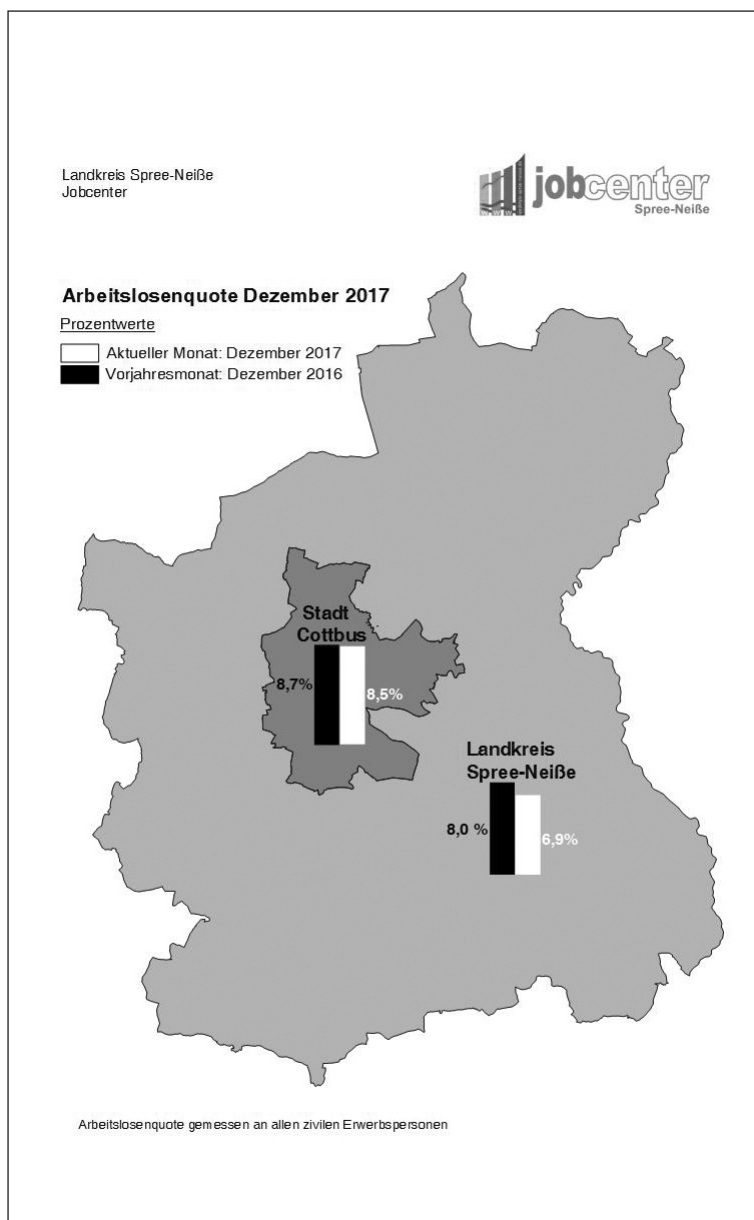 Landkreis Spree-Neiße
Jobcenter
jobcenter
Spree-Neiße
Arbeitslosenquote Dezember 2017
Prozentwerte
Aktueller Monat: Dezember 2017
Vorjahresmonat: Dezember 2016
Stadt
Cottbus
8,7%
8,5%
Landkreis
Spree-Neiße
8,0 %
6,9%
Arbeitslosenquote gemessen an allen zivilen Erwerbspersonen